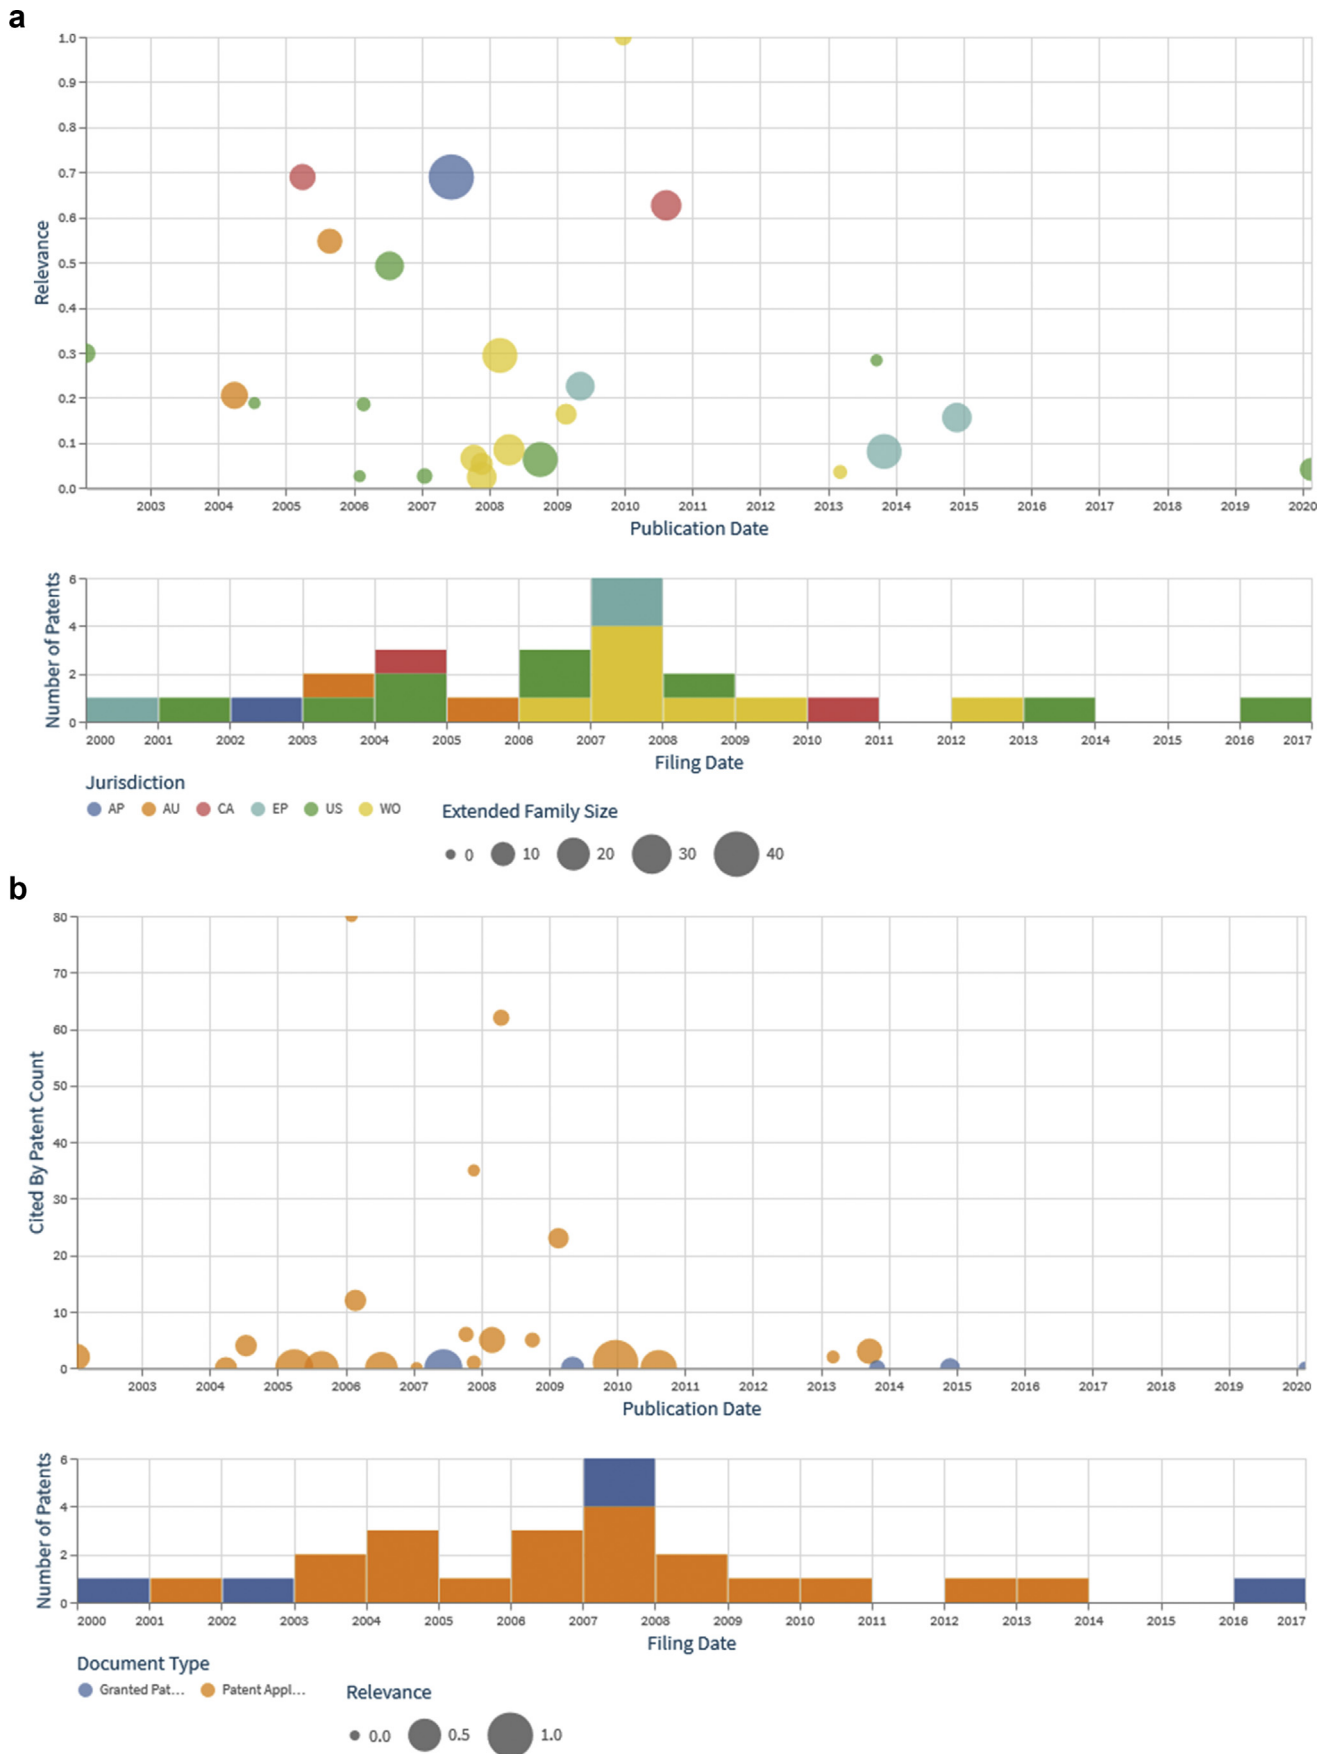 a
1.0
0.9
0.8
0.7
0.6
0.5
0.4
0.3
0.2
0.1
0.0
Relevance
2003 2004 2005 2006 2007 2008 2009 2010 2011 2012 2013 2014 2015 2016 2017 2018 2019 2020
Publication Date
6
4
2
0
Number of Patents
2000 2001 2002 2003 2004 2005 2006 2007 2008 2009 2010 2011 2012 2013 2014 2015 2016 2017
Filing Date
Jurisdiction
AP AU CA EP US WO
Extended Family Size
0 10 20 30 40
b
80
70
60
50
40
30
20
10
0
Cited By Patent Count
2003 2004 2005 2006 2007 2008 2009 2010 2011 2012 2013 2014 2015 2016 2017 2018 2019 2020
Publication Date
6
4
2
0
Number of Patents
2000 2001 2002 2003 2004 2005 2006 2007 2008 2009 2010 2011 2012 2013 2014 2015 2016 2017
Filing Date
Document Type
Granted Pat... Patent Appl...
Relevance
0.0 0.5 1.0